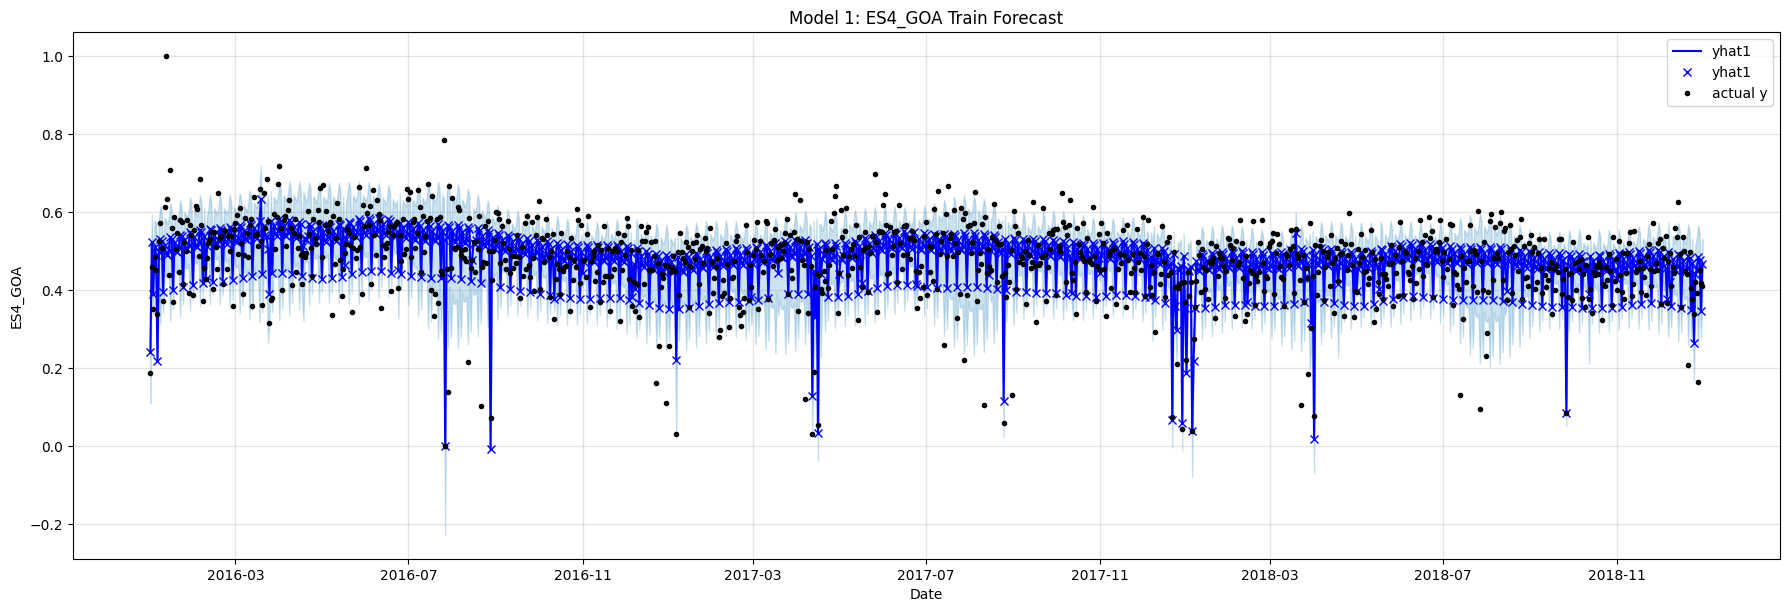 Model 1: ES4_GOA Train Forecast
yhat1
yhat1
actual y
1.0
0.8
0.6
0.4
0.2
0.0
−0.2
ES4_GOA
2016-03 2016-07 2016-11 2017-03 2017-07 2017-11 2018-03 2018-07 2018-11
Date